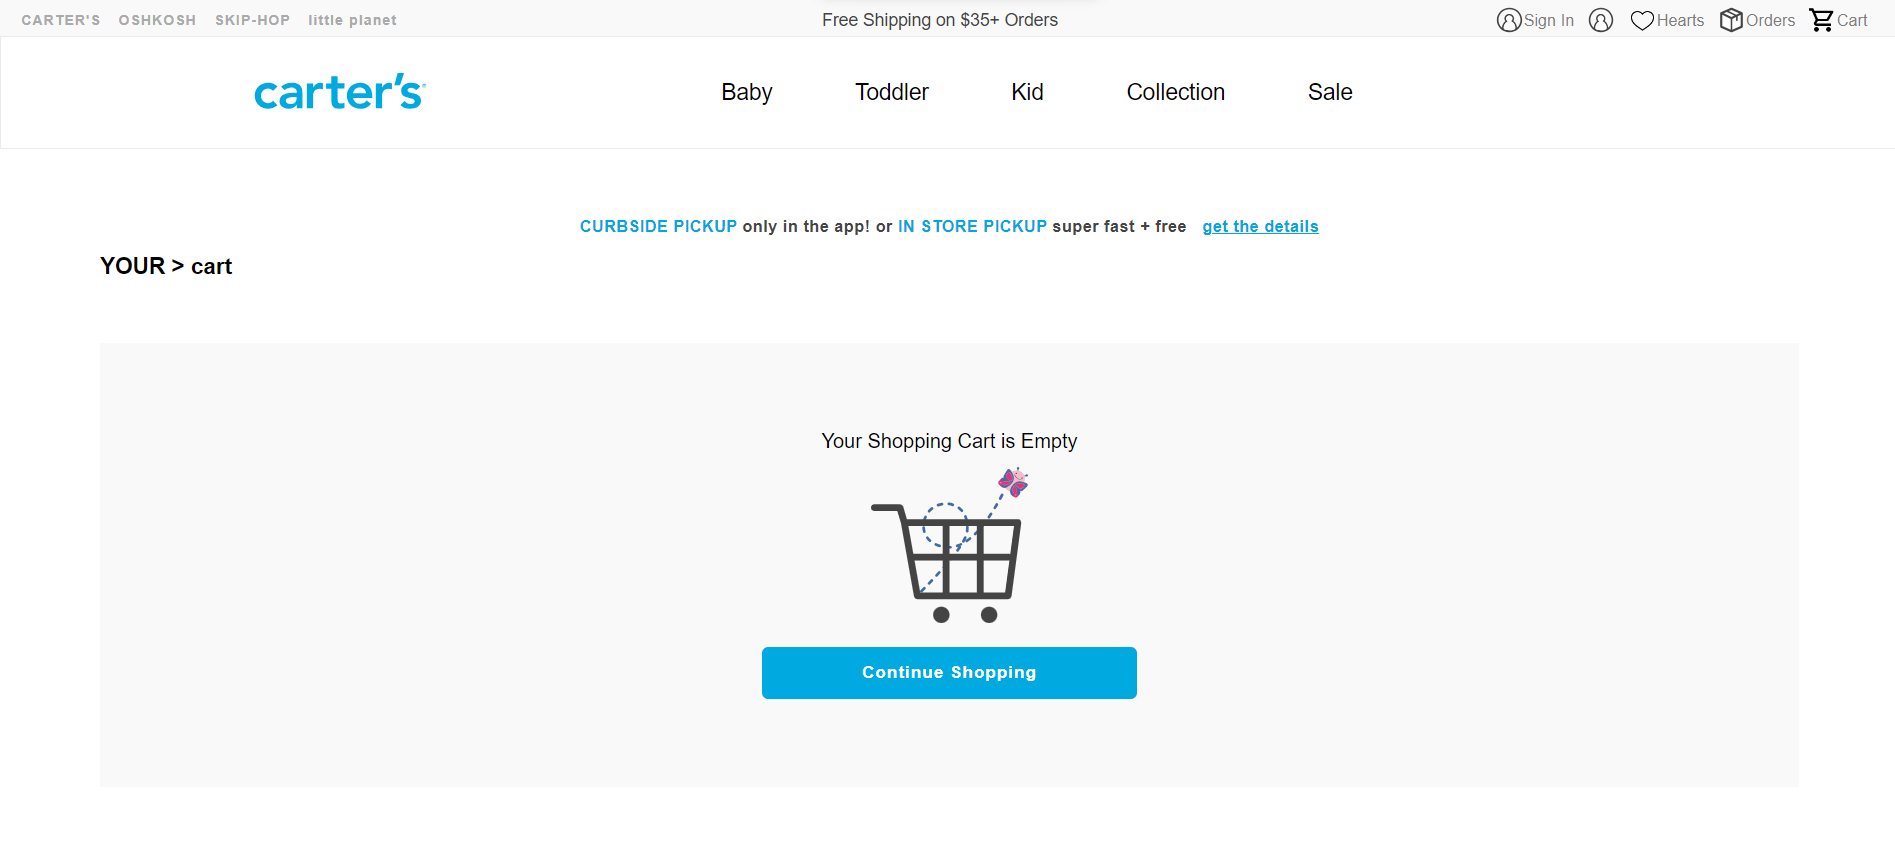 CARTER'S OSHKOSH SKIP-HOP little planet
Free Shipping on $35+ Orders
Sign In Hearts Orders Cart
carter's
Baby Toddler Kid Collection Sale
CURBSIDE PICKUP only in the app! or IN STORE PICKUP super fast + free get the details
YOUR > cart
Your Shopping Cart is Empty
Continue Shopping